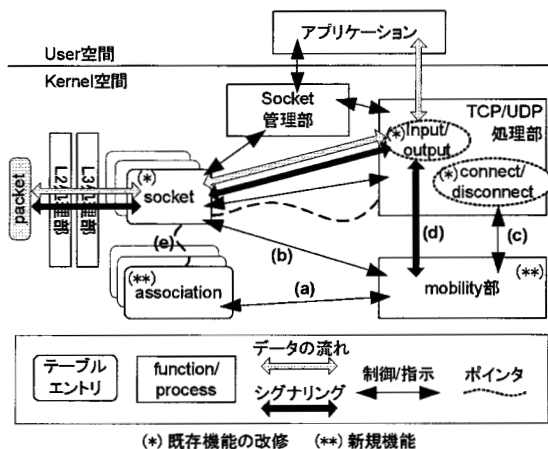 アプリケーション
User空間
Kernel空間
Socket
管理部
TCP/UDP
処理部
(*) Input/
output
(*) connect/
disconnect
packet
L2処理部
L3処理部
(*)
socket
(e)
(b)
(d)
(c)
(**)
association
(a)
(**)
mobility部
テーブル
エントリ
function/
process
データの流れ
シグナリング
制御/指示
ポインタ
(*) 既存機能の改修 (**) 新規機能